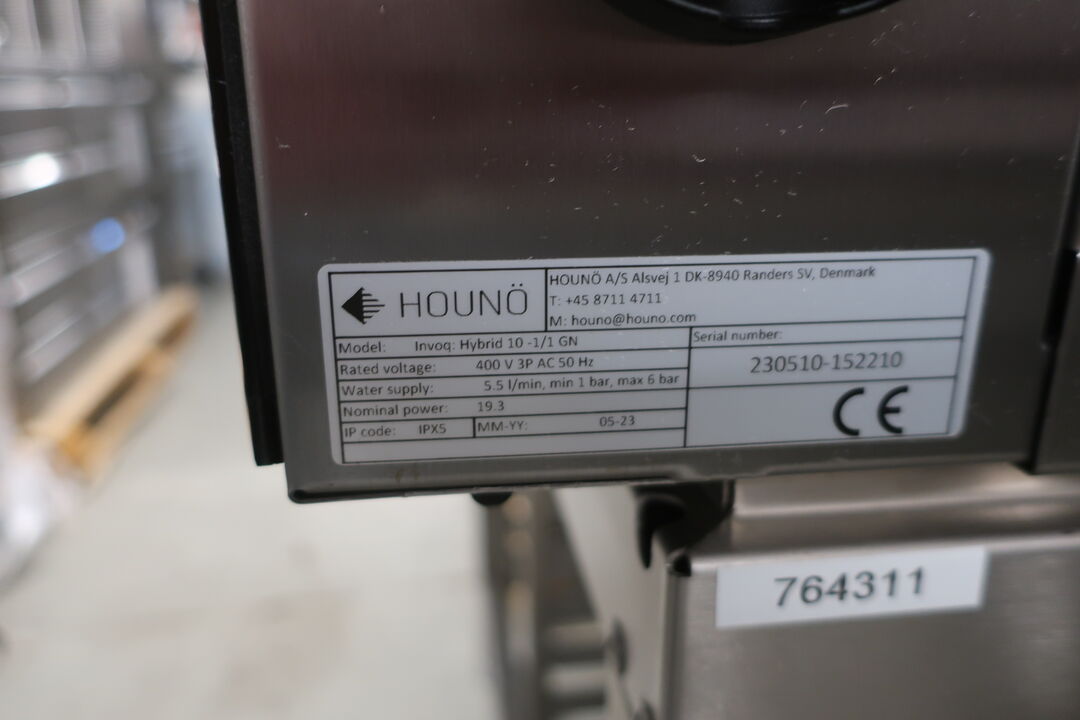 HOUNÖ
HOUNÖ A/S Alsvej 1 DK-8940 Randers SV, Denmark
T: +45 8711 4711
M: houno@houno.com
Model: Invoq: Hybrid 10 -1/1 GN
Rated voltage: 400 V 3P AC 50 Hz
Water supply: 5.5 l/min, min 1 bar, max 6 bar
Nominal power: 19.3
IP code: IPX5 MM-YY: 05-23
Serial number:
230510-152210
CE
764311